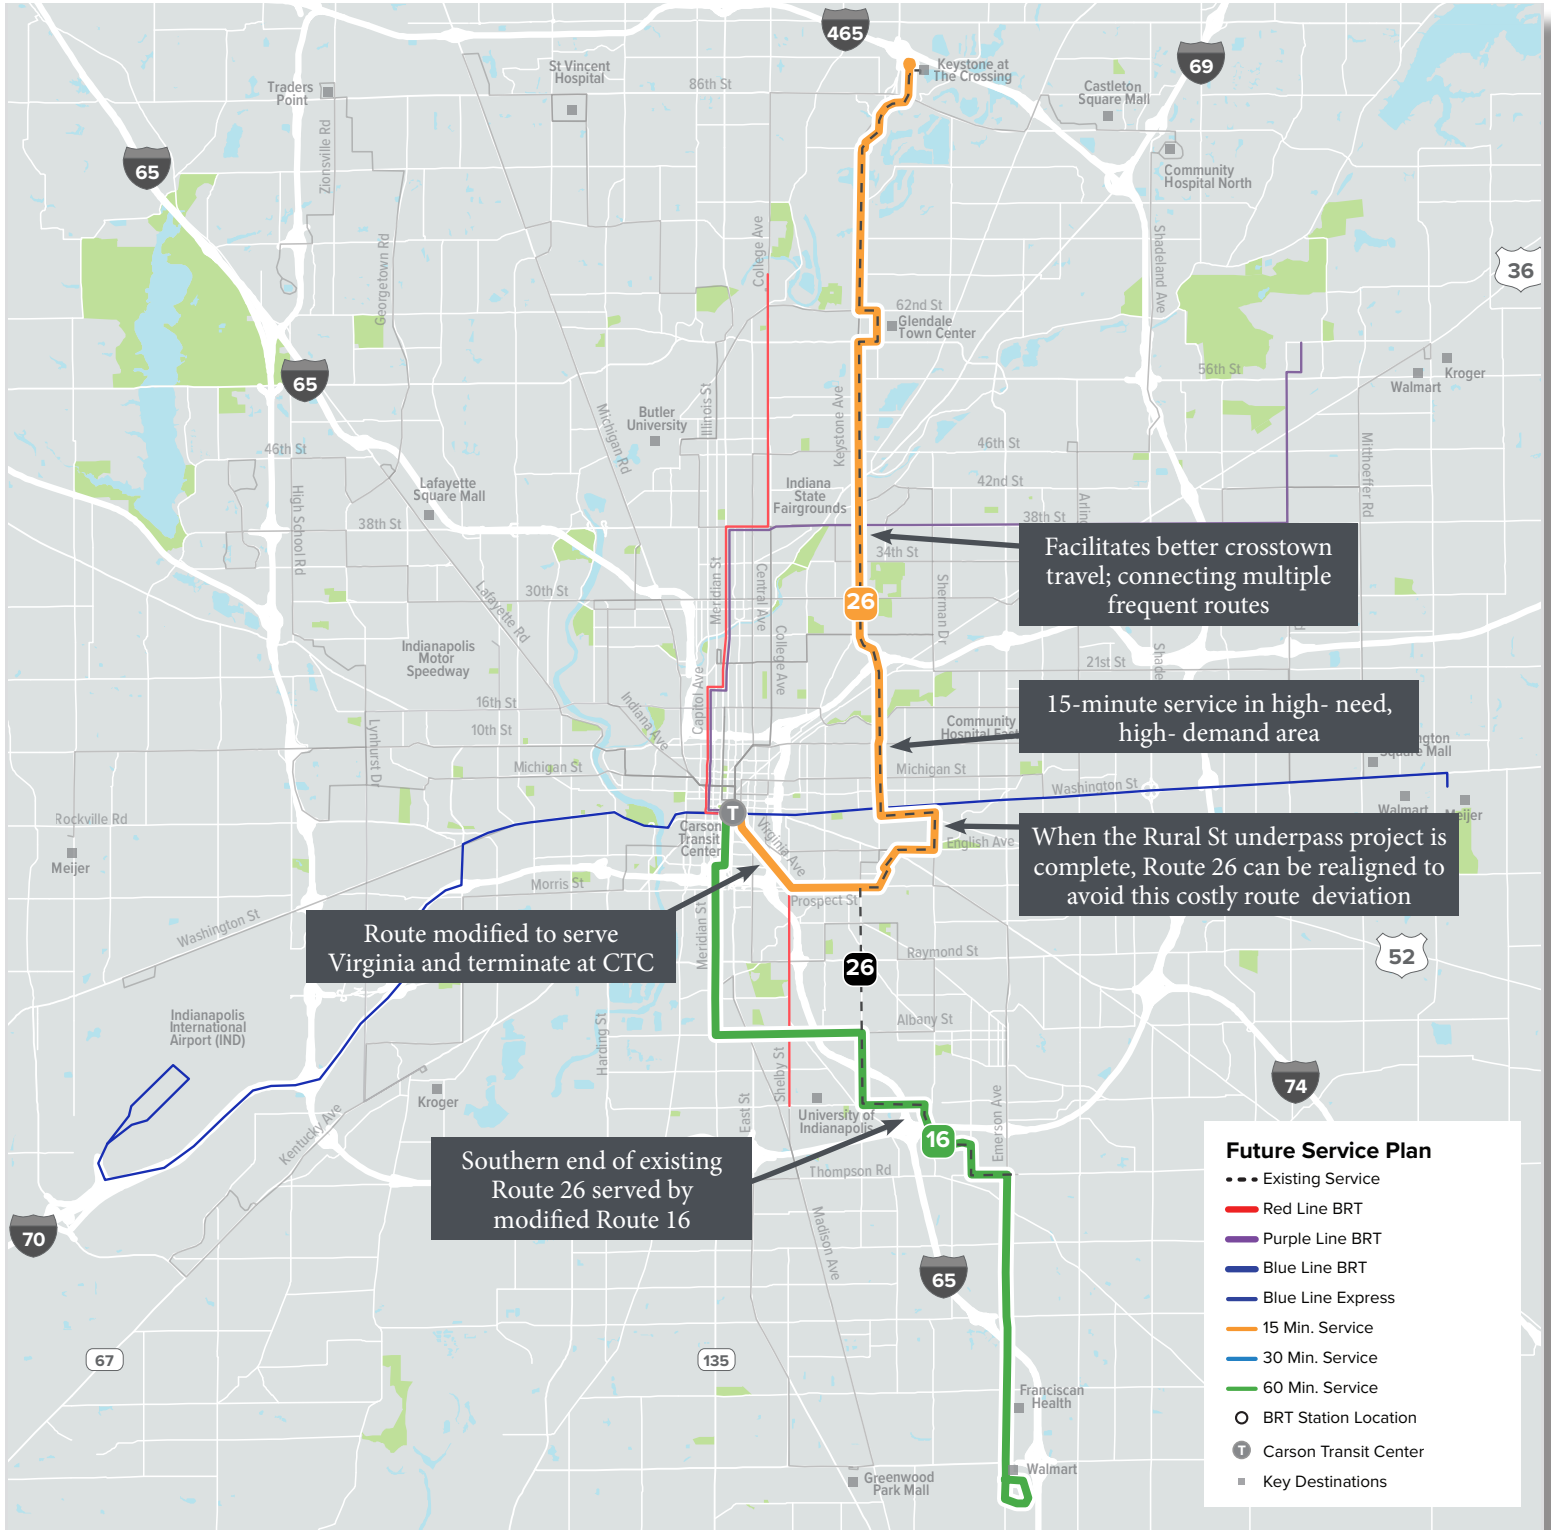 465
Keystone at
The Crossing
69
St Vincent
Hospital
86th St
Traders
Point
Castleton
Square Mall
Zionsville Rd
65
Community
Hospital North
College Ave
Georgetown Rd
Shadeland Ave
36
62nd St
Glendale
Town Center
65
56th St
Walmart
Kroger
Illinois St
Butler
University
Michigan Rd
Keystone Ave
46th St
46th St
Mitthoeffer Rd
Lafayette
Square Mall
42nd St
Indiana
State
Fairgrounds
High School Rd
38th St
38th St
Facilitates better crosstown
travel; connecting multiple
frequent routes
34th St
Meridian St
Central Ave
Sherman Dr
30th St
Lafayette Rd
26
College Ave
Indianapolis
Motor
Speedway
21st St
Capitol Ave
Indiana Ave
16th St
10th St
Lynhurst Dr
15-minute service in high- need,
high- demand area
Community
Square Mall
Michigan St
Michigan St
Washington St
Rockville Rd
Meijer
T
Carson
Transit
Center
Virginia Ave
Walmart
English Ave
When the Rural St underpass project is
complete, Route 26 can be realigned to
avoid this costly route deviation
Morris St
Prospect St
Washington St
Route modified to serve
Virginia and terminate at CTC
Meridian St
Raymond St
52
26
Indianapolis
International
Airport (IND)
Harding St
Albany St
Shelby St
74
Kroger
East St
University of
Indianapolis
Emerson Ave
Kentucky Ave
16
Southern end of existing
Route 26 served by
modified Route 16
Thompson Rd
Madison Ave
70
65
67
135
Franciscan
Health
Walmart
Greenwood
Park Mall
Future Service Plan
Existing Service
Red Line BRT
Purple Line BRT
Blue Line BRT
Blue Line Express
15 Min. Service
30 Min. Service
60 Min. Service
BRT Station Location
T Carson Transit Center
Key Destinations